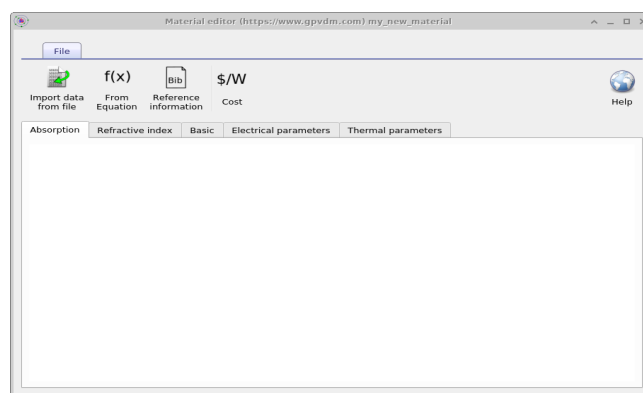 Material editor (https://www.gpvdm.com) my_new_material
File
f(x) Bib $/W
Import data From Reference Cost Help
from file Equation information
Absorption Refractive index Basic Electrical parameters Thermal parameters